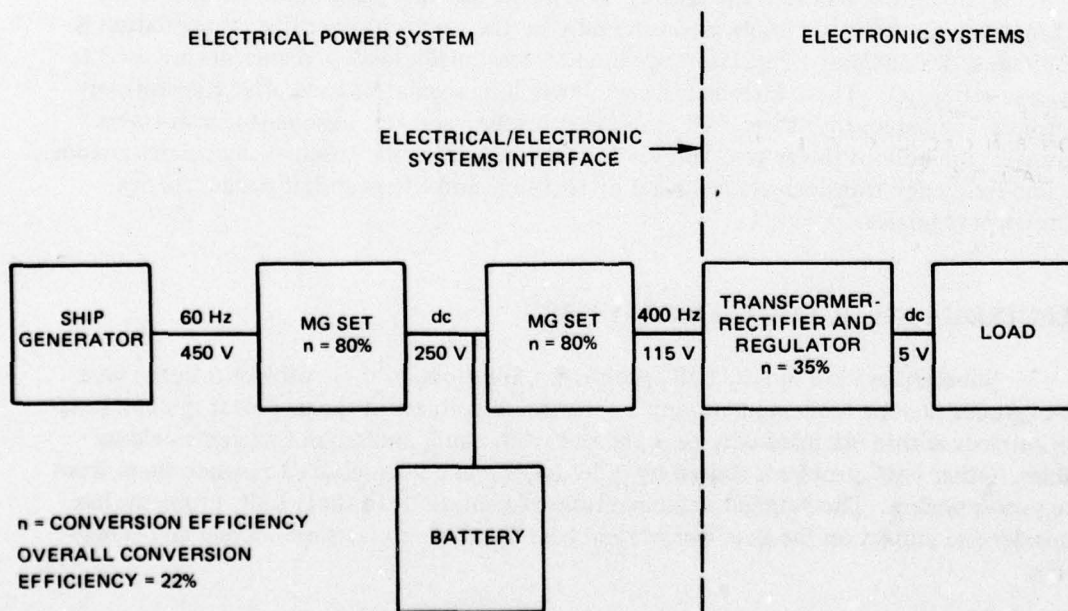 ELECTRICAL POWER SYSTEM
ELECTRONIC SYSTEMS
ELECTRICAL/ELECTRONIC
SYSTEMS INTERFACE
SHIP
GENERATOR
60 Hz
450 V
MG SET
n = 80%
dc
250 V
MG SET
n = 80%
400 Hz
115 V
TRANSFORMER-
RECTIFIER AND
REGULATOR
n = 35%
dc
5 V
LOAD
BATTERY
n = CONVERSION EFFICIENCY
OVERALL CONVERSION
EFFICIENCY = 22%